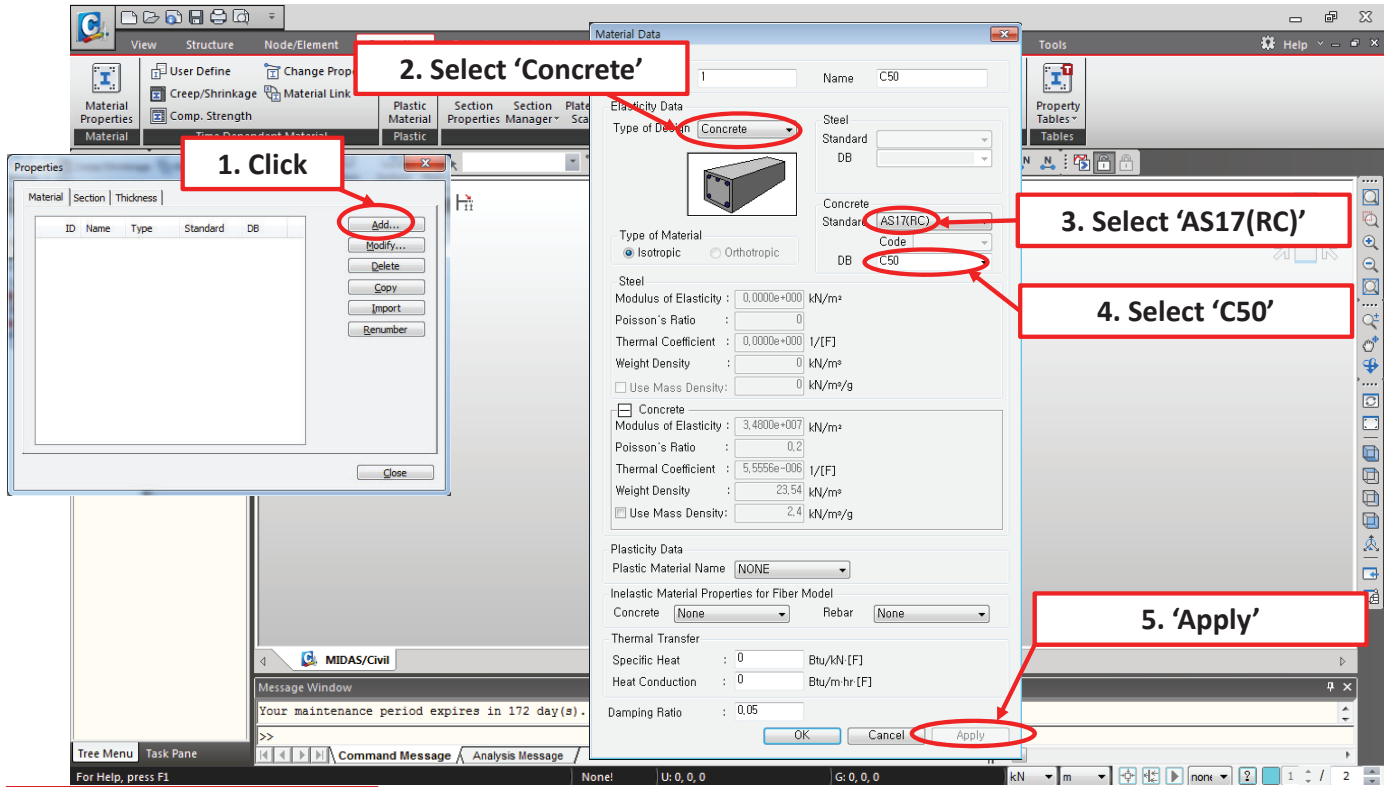 View Structure Node/Element
Tools
Help
User Define
Creep/Shrinkage
Comp. Strength
Material Link
Material
Properties
Plastic
Material
Section
Properties
Section
Manager
Property
Tables
Material
Plastic
Tables
1. Click
2. Select 'Concrete'
3. Select 'AS17(RC)'
4. Select 'C50'
5. 'Apply'
Properties
Material Section Thickness
ID Name Type Standard DB
Add...
Modify...
Delete
Copy
Import
Renumber
Close
Material Data
1 Name C50
Elasticity Data
Type of Design Concrete
Steel
Standard
DB
Concrete
Standard AS17(RC)
Code
DB C50
Type of Material
Isotropic Orthotropic
Steel
Modulus of Elasticity : 0,0000e+000 kN/m²
Poisson's Ratio : 0
Thermal Coefficient : 0,0000e+000 1/[F]
Weight Density : 0 kN/m³
Use Mass Density: 0 kN/m³/g
Concrete
Modulus of Elasticity : 3,4800e+007 kN/m²
Poisson's Ratio : 0,2
Thermal Coefficient : 5,5556e-006 1/[F]
Weight Density : 23,54 kN/m³
Use Mass Density: 2,4 kN/m³/g
Plasticity Data
Plastic Material Name NONE
Inelastic Material Properties for Fiber Model
Concrete None Rebar None
Thermal Transfer
Specific Heat : 0 Btu/kN·[F]
Heat Conduction : 0 Btu/m·hr·[F]
Damping Ratio : 0,05
OK Cancel Apply
MIDAS/Civil
Message Window
Your maintenance period expires in 172 day(s).
>>
Tree Menu Task Pane
Command Message Analysis Message
For Help, press F1
None! U: 0, 0, 0 G: 0, 0, 0 kN m 1 / 2